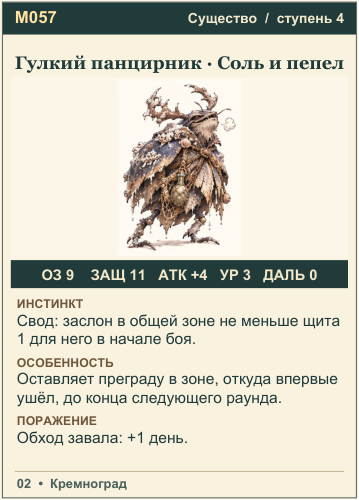 M057
Существо / ступень 4
Гулкий панцирник · Соль и пепел
ОЗ 9 ЗАЩ 11 АТК +4 УР 3 ДАЛЬ 0
ИНСТИНКТ
Свод: заслон в общей зоне не меньше щита
1 для него в начале боя.
ОСОБЕННОСТЬ
Оставляет преграду в зоне, откуда впервые
ушёл, до конца следующего раунда.
ПОРАЖЕНИЕ
Обход завала: +1 день.
02 • Кремноград